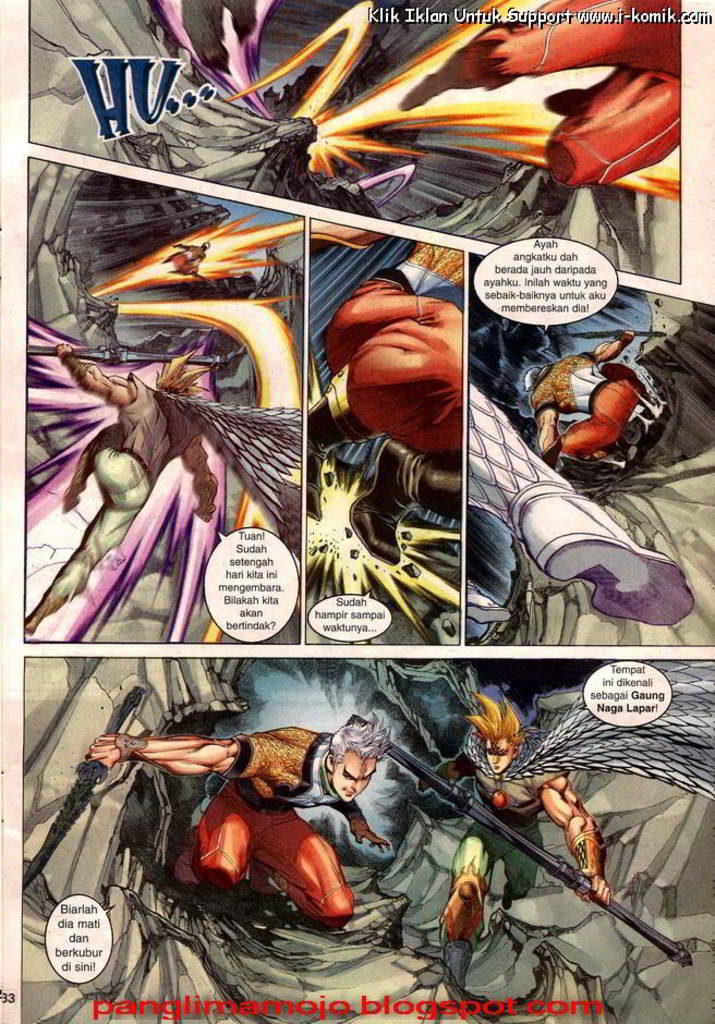 Klik Iklan Untuk Support www.i-komik.com
HU...
Tuan!
Sudah
setengah
hari kita ini
mengembara.
Bilakah kita
akan
bertindak?
Sudah
hampir sampai
waktunya...
Ayah
angkatku dah
berada jauh daripada
ayahku. Inilah waktu yang
sebaik-baiknya untuk aku
membereskan dia!
Tempat
ini dikenali
sebagai Gaung
Naga Lapar!
Biarlah
dia mati
dan
berkubur
di sini!
33
panglimamojo.blogspot.com